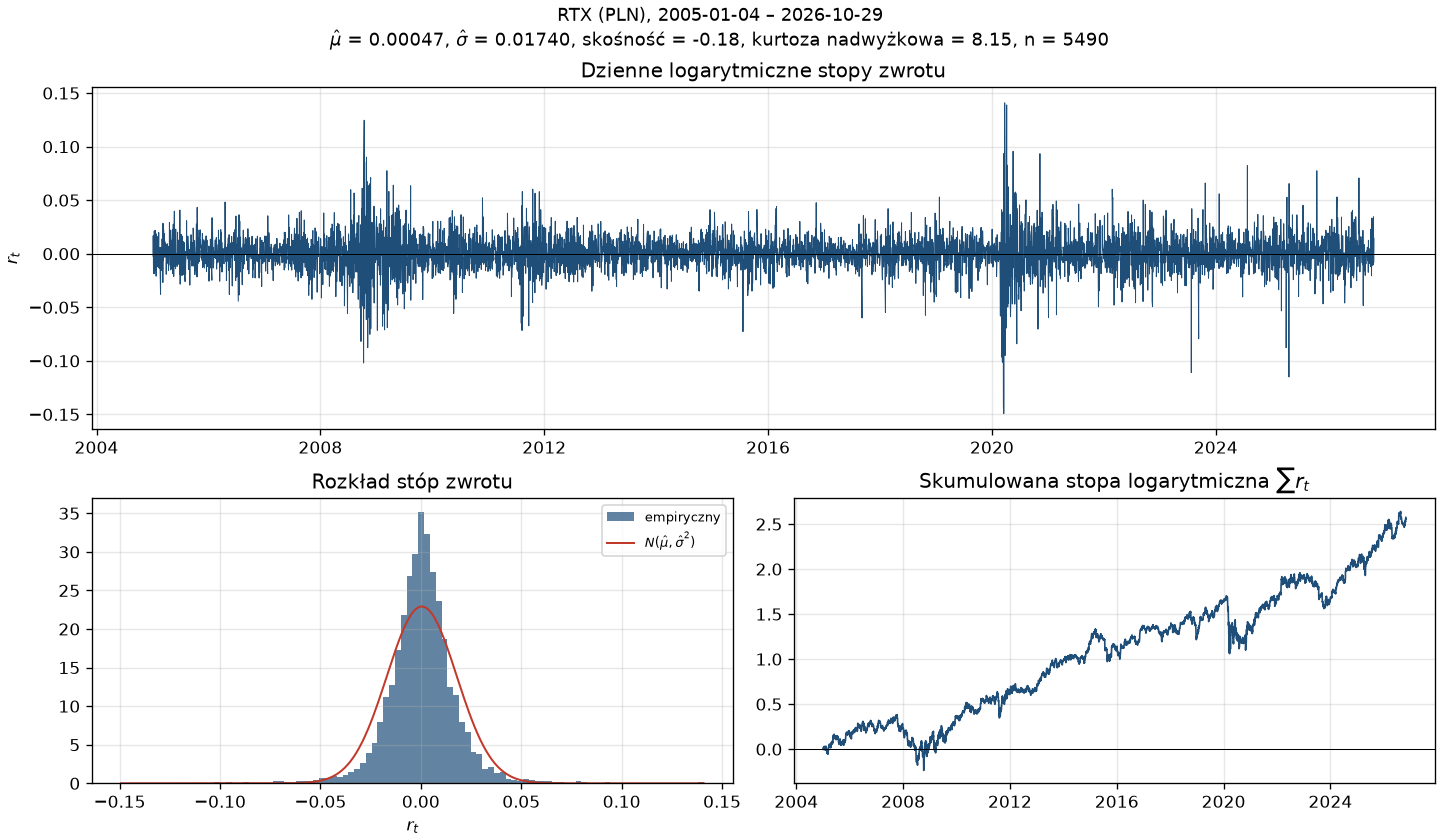 RTX (PLN), 2005-01-04 – 2026-10-29
μ̂ = 0.00047, σ̂ = 0.01740, skośność = -0.18, kurtoza nadwyżkowa = 8.15, n = 5490
Dzienne logarytmiczne stopy zwrotu
0.15
0.10
0.05
0.00
−0.05
−0.10
−0.15
r_t
2004 2008 2012 2016 2020 2024
Rozkład stóp zwrotu
35
30
25
20
15
10
5
0
empiryczny
N(μ̂, σ̂²)
−0.15 −0.10 −0.05 0.00 0.05 0.10 0.15
r_t
Skumulowana stopa logarytmiczna ∑r_t
2.5
2.0
1.5
1.0
0.5
0.0
2004 2008 2012 2016 2020 2024